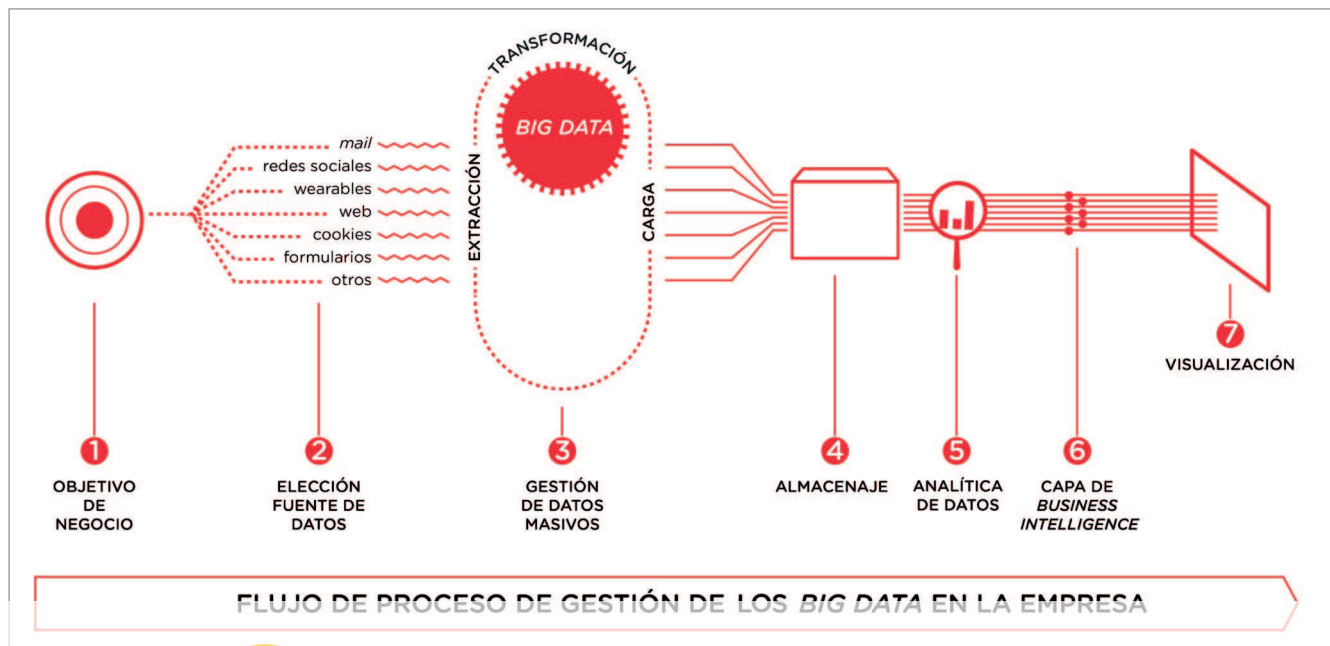 TRANSFORMACIÓN
BIG DATA
EXTRACCIÓN
CARGA
mail
redes sociales
wearables
web
cookies
formularios
otros
1
OBJETIVO
DE
NEGOCIO
2
ELECCIÓN
FUENTE DE
DATOS
3
GESTIÓN
DE DATOS
MASIVOS
4
ALMACENAJE
5
ANALÍTICA
DE DATOS
6
CAPA DE
BUSINESS
INTELLIGENCE
7
VISUALIZACIÓN
FLUJO DE PROCESO DE GESTIÓN DE LOS BIG DATA EN LA EMPRESA